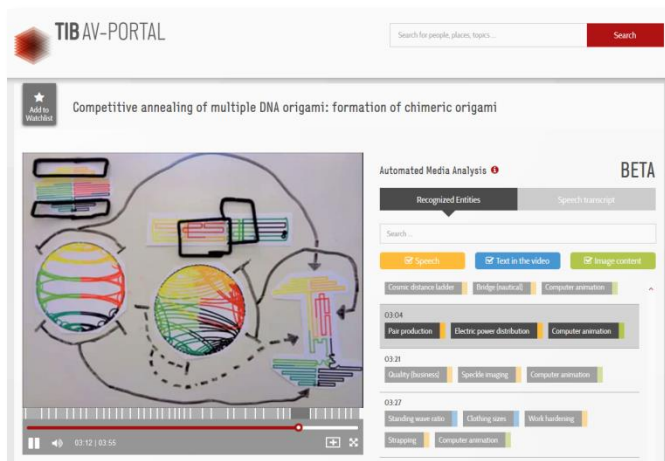 TIB AV-PORTAL
Search for people, places, topics ...
Search
Add to
Watchlist
Competitive annealing of multiple DNA origami: formation of chimeric origami
Automated Media Analysis
BETA
Recognized Entities
Speech transcript
Search ...
Speech
Text in the video
Image content
Cosmic distance ladder
Bridge (nautical)
Computer animation
03:04
Pair production
Electric power distribution
Computer animation
03:21
Quality (business)
Speckle imaging
Computer animation
03:27
Standing wave ratio
Clothing sizes
Work hardening
Strapping
Computer animation
03:12 | 03:55